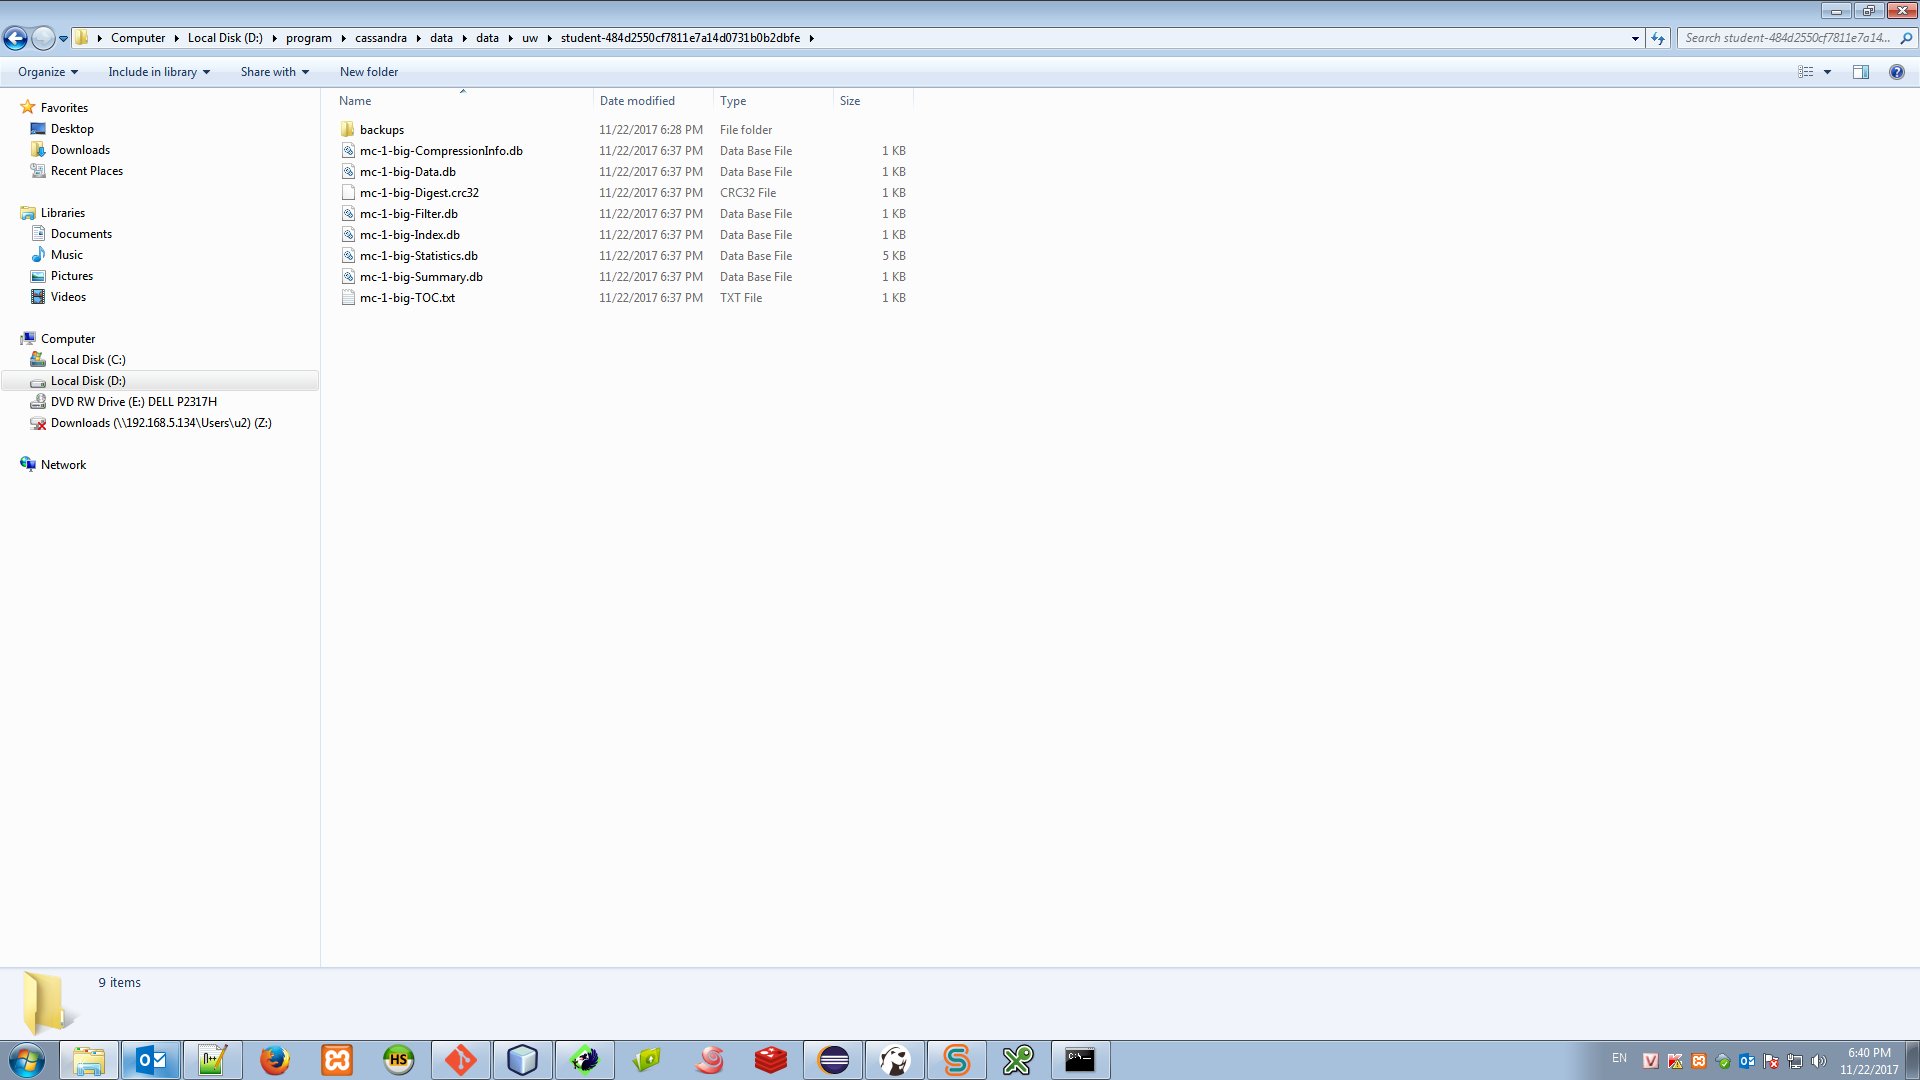 Computer Local Disk (D:) program cassandra data data uw student-484d2550cf7811e7a14d0731b0b2dbfe
Search student-484d2550cf7811e7a14...
Organize Include in library Share with New folder
Favorites
Desktop
Downloads
Recent Places
Libraries
Documents
Music
Pictures
Videos
Computer
Local Disk (C:)
Local Disk (D:)
DVD RW Drive (E:) DELL P2317H
Downloads (\\192.168.5.134\Users\u2) (Z:)
Network
Name Date modified Type Size
backups 11/22/2017 6:28 PM File folder
mc-1-big-CompressionInfo.db 11/22/2017 6:37 PM Data Base File 1 KB
mc-1-big-Data.db 11/22/2017 6:37 PM Data Base File 1 KB
mc-1-big-Digest.crc32 11/22/2017 6:37 PM CRC32 File 1 KB
mc-1-big-Filter.db 11/22/2017 6:37 PM Data Base File 1 KB
mc-1-big-Index.db 11/22/2017 6:37 PM Data Base File 1 KB
mc-1-big-Statistics.db 11/22/2017 6:37 PM Data Base File 5 KB
mc-1-big-Summary.db 11/22/2017 6:37 PM Data Base File 1 KB
mc-1-big-TOC.txt 11/22/2017 6:37 PM TXT File 1 KB
9 items
HS
EN
6:40 PM
11/22/2017